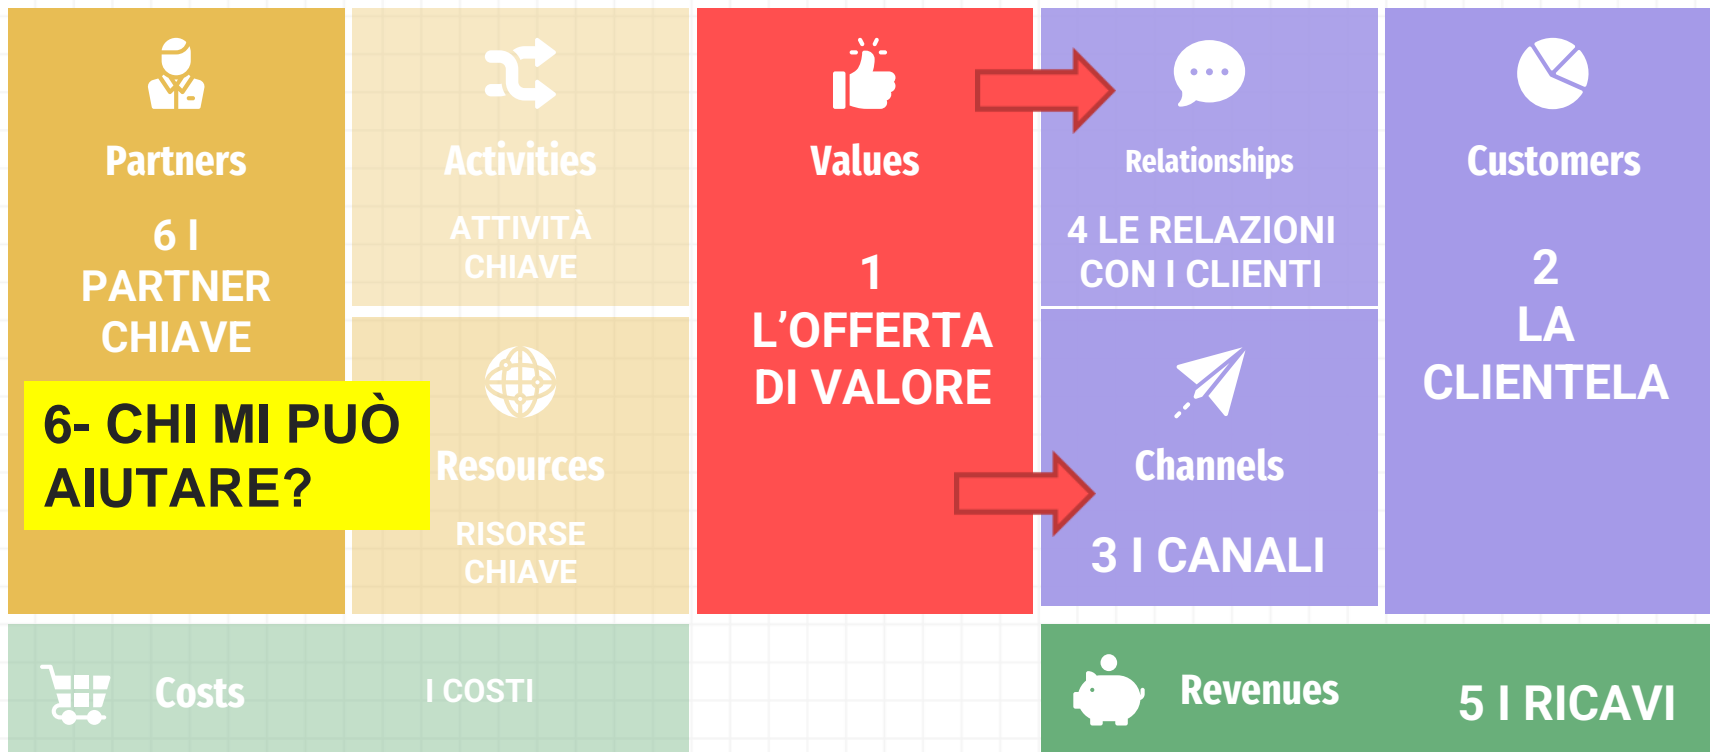 Partners
6 I
PARTNER
CHIAVE
6- CHI MI PUÒ
AIUTARE?
Activities
ATTIVITÀ
CHIAVE
Resources
RISORSE
CHIAVE
Values
1
L’OFFERTA
DI VALORE
Relationships
4 LE RELAZIONI
CON I CLIENTI
Channels
3 I CANALI
Customers
2
LA
CLIENTELA
Costs
I COSTI
Revenues
5 I RICAVI